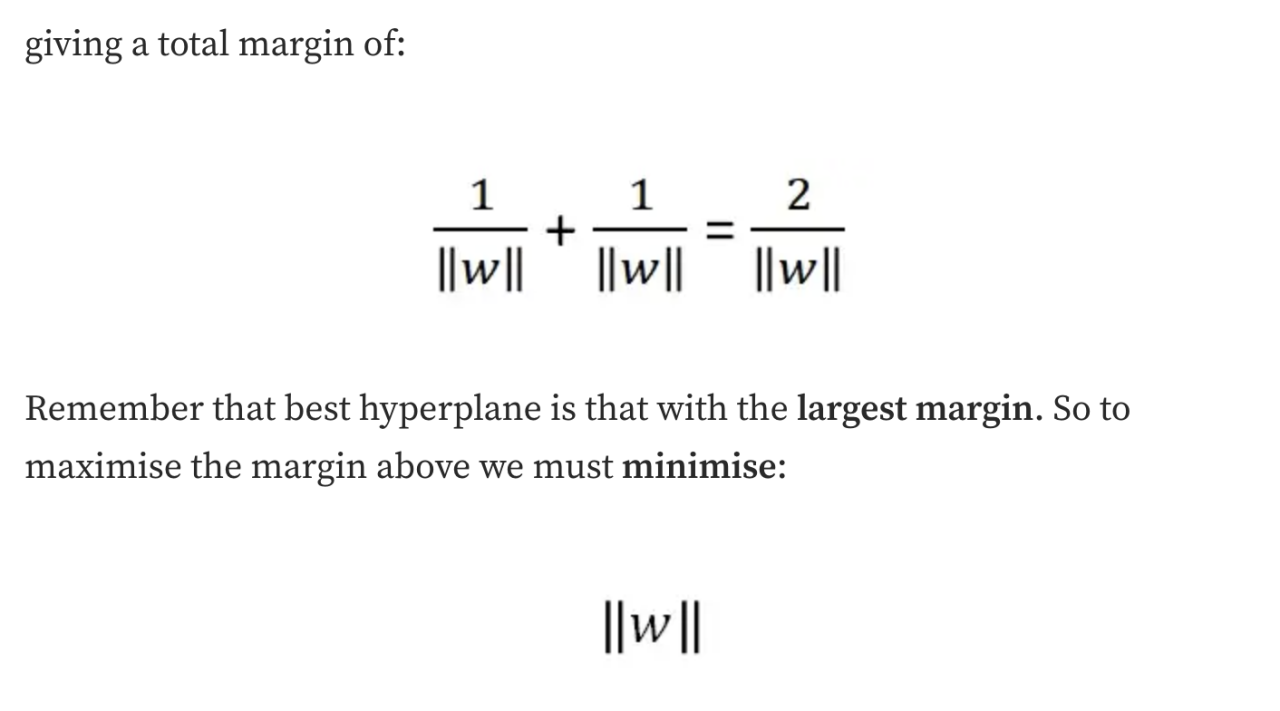 giving a total margin of:
1/||w|| + 1/||w|| = 2/||w||
Remember that best hyperplane is that with the largest margin. So to
maximise the margin above we must minimise:
||w||